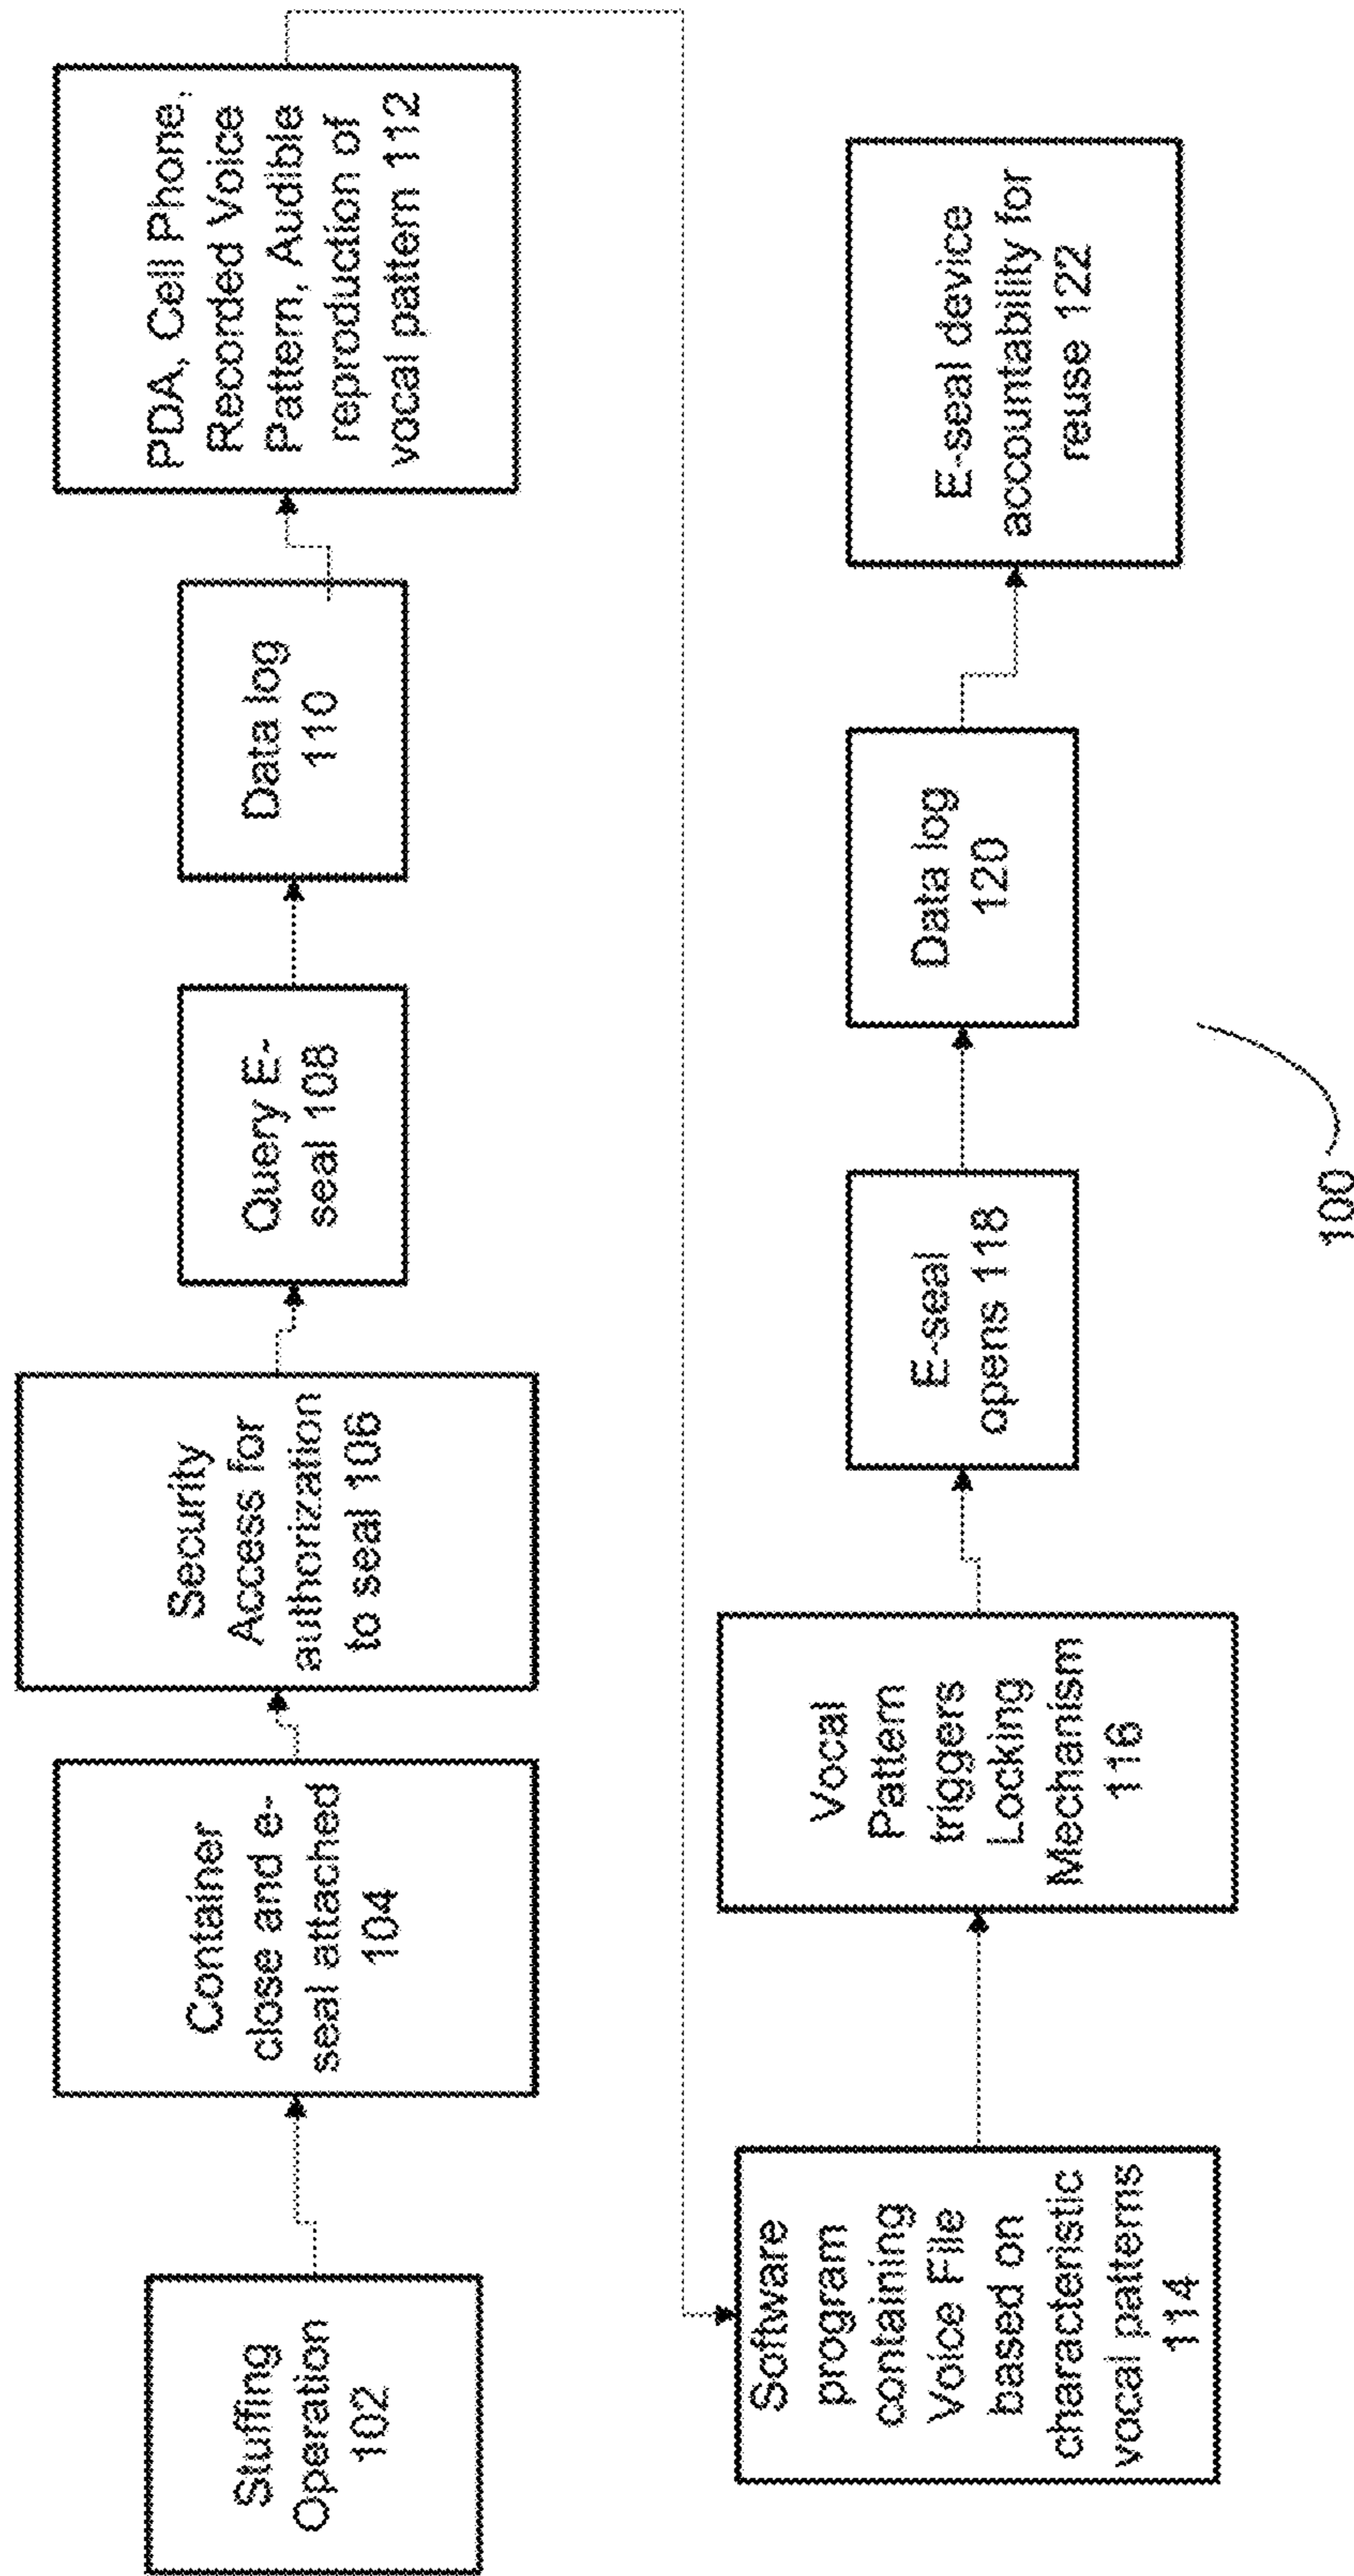 Stuffing
Operation
102
Container
close and e-
seal attached
104
Security
Access for
authorization
to seal 106
Query E-
seal 108
Data log
110
PDA, Cell Phone,
Recorded Voice
Pattern, Audible
reproduction of
vocal pattern 112
Software
program
containing
Voice File
based on
characteristic
vocal patterns
114
Vocal
Pattern
triggers
Locking
Mechanism
116
E-seal
opens 118
Data log
120
E-seal device
accountability for
reuse 122
100